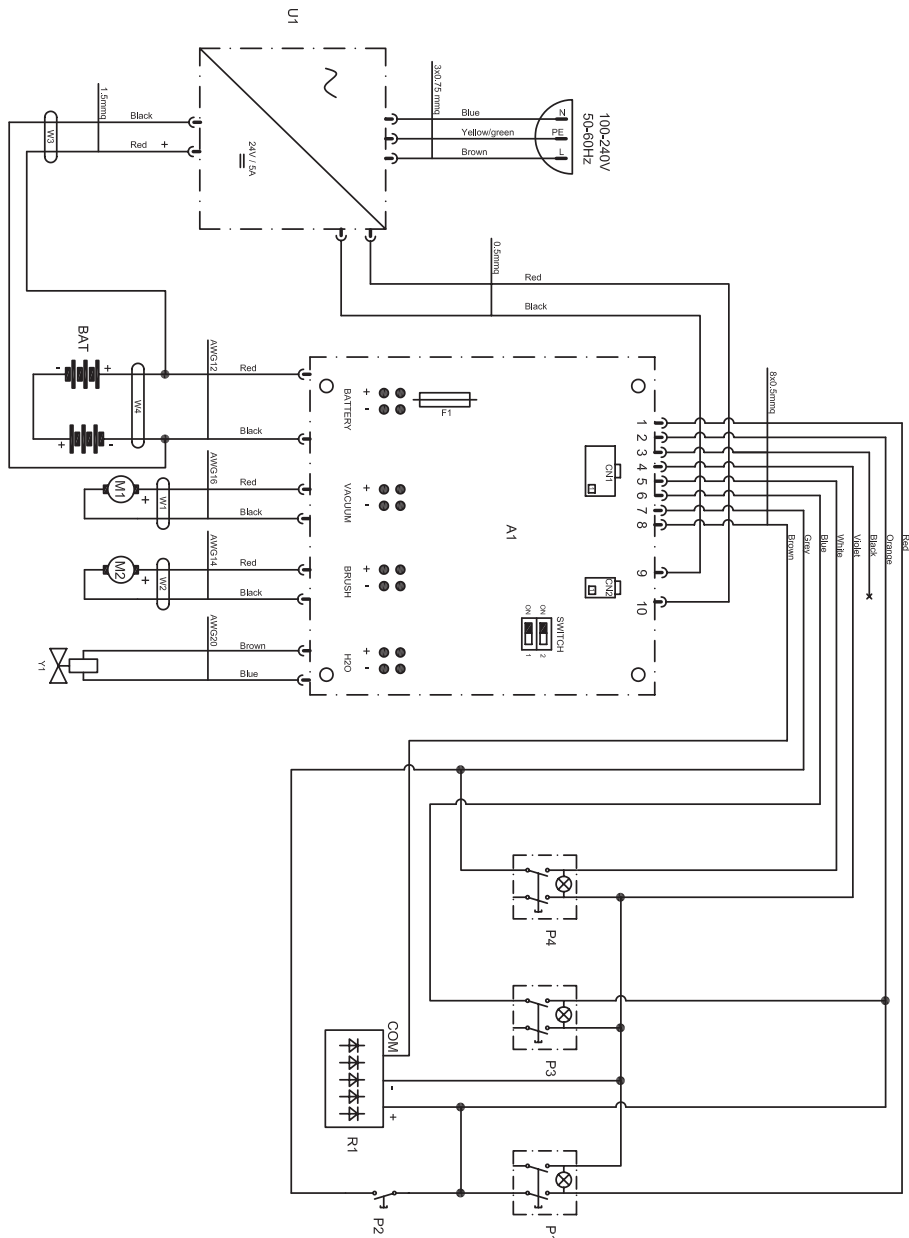 U1
100-240V
50-60Hz
N
PE
L
Blue
Yellow/green
Brown
3x0.75 mmq
24V / 5A
1.5mmq
Black
Red +
W3
0.5mmq
Red
Black
BAT
- +
+ -
W4
AWG12
Red
Black
AWG16
Red
Black
M1
+
W1
AWG14
Red
Black
M2
+
W2
AWG20
Brown
Blue
Y1
BATTERY
+
-
F1
VACUUM
+
-
BRUSH
+
-
H2O
+
-
A1
CN1
1
CN2
1
SWITCH
ON
ON
1
2
1
2
3
4
5
6
7
8
9
10
8x0.5mmq
Red
Orange
Black
Violet
White
Blue
Grey
Brown
P4
P3
COM
-
+
R1
P2